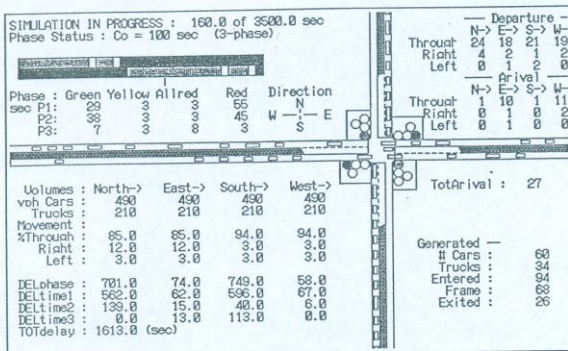 SIMULATION IN PROGRESS : 160.0 of 3500.0 sec
Phase Status : Co = 100 sec (3-phase)
Phase : Green Yellow Allred Red Direction
sec P1: 29 3 3 55
P2: 38 3 3 45
P3: 7 3 8 3
N
W E
S
Departure
N-> E-> S-> W-
Through 24 18 21 19
Right 4 2 1 2
Left 0 1 2 0
Arival
N-> E-> S-> W-
Through 1 10 1 11
Right 0 1 0 2
Left 0 1 0 0
TotArival : 27
Volumes : North-> East-> South-> West->
voh Cars : 490 490 490 490
Trucks : 210 210 210 210
Movement :
%Through : 85.0 85.0 94.0 94.0
Right : 12.0 12.0 3.0 3.0
Left : 3.0 3.0 3.0 3.0
DELphase : 701.0 74.0 749.0 58.0
DELtime1 : 562.0 62.0 596.0 67.0
DELtime2 : 139.0 15.0 40.0 6.0
DELtime3 : 0.0 13.0 113.0 0.0
TOTdelay : 1613.0 (sec)
Generated
# Cars : 60
Trucks : 34
Entered : 94
Frame : 68
Exited : 26